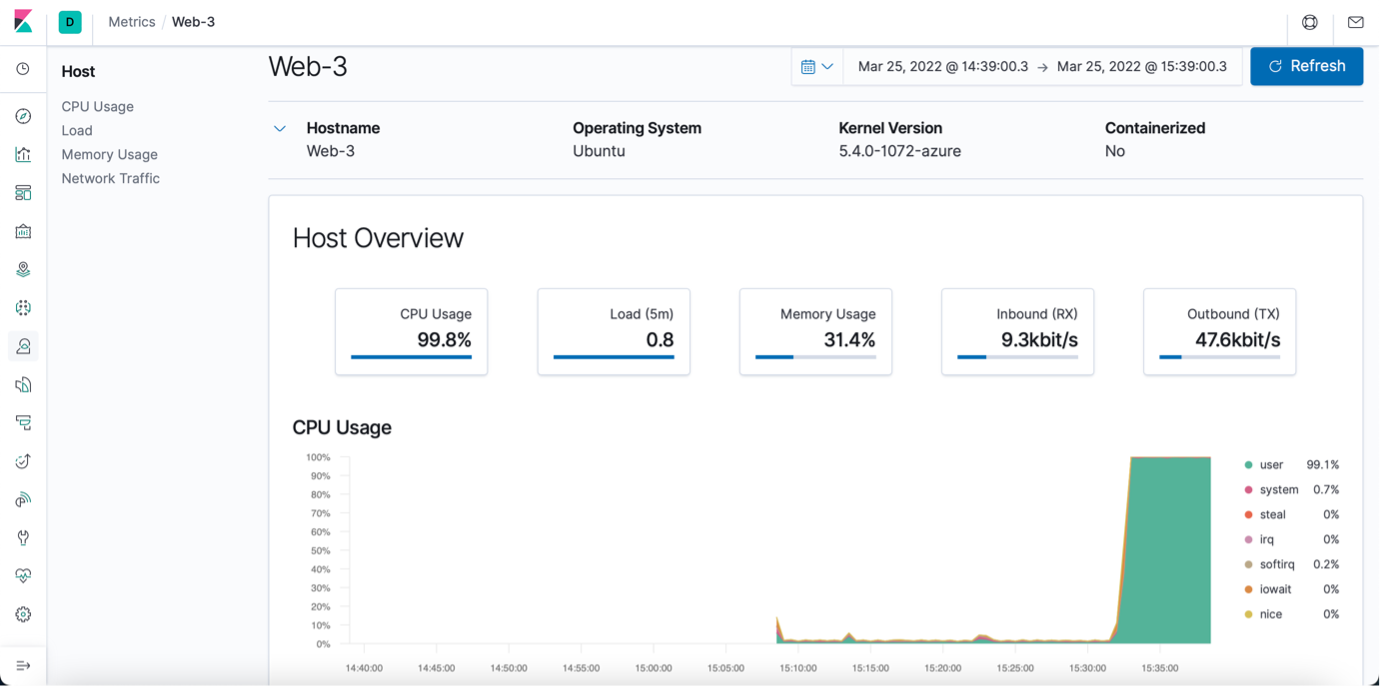 D Metrics / Web-3
Host
CPU Usage
Load
Memory Usage
Network Traffic
Web-3
Mar 25, 2022 @ 14:39:00.3 → Mar 25, 2022 @ 15:39:00.3
Refresh
Hostname Operating System Kernel Version Containerized
Web-3 Ubuntu 5.4.0-1072-azure No
Host Overview
CPU Usage Load (5m) Memory Usage Inbound (RX) Outbound (TX)
99.8% 0.8 31.4% 9.3kbit/s 47.6kbit/s
CPU Usage
100%
90%
80%
70%
60%
50%
40%
30%
20%
10%
0%
14:40:00 14:45:00 14:50:00 14:55:00 15:00:00 15:05:00 15:10:00 15:15:00 15:20:00 15:25:00 15:30:00 15:35:00
user 99.1%
system 0.7%
steal 0%
irq 0%
softirq 0.2%
iowait 0%
nice 0%